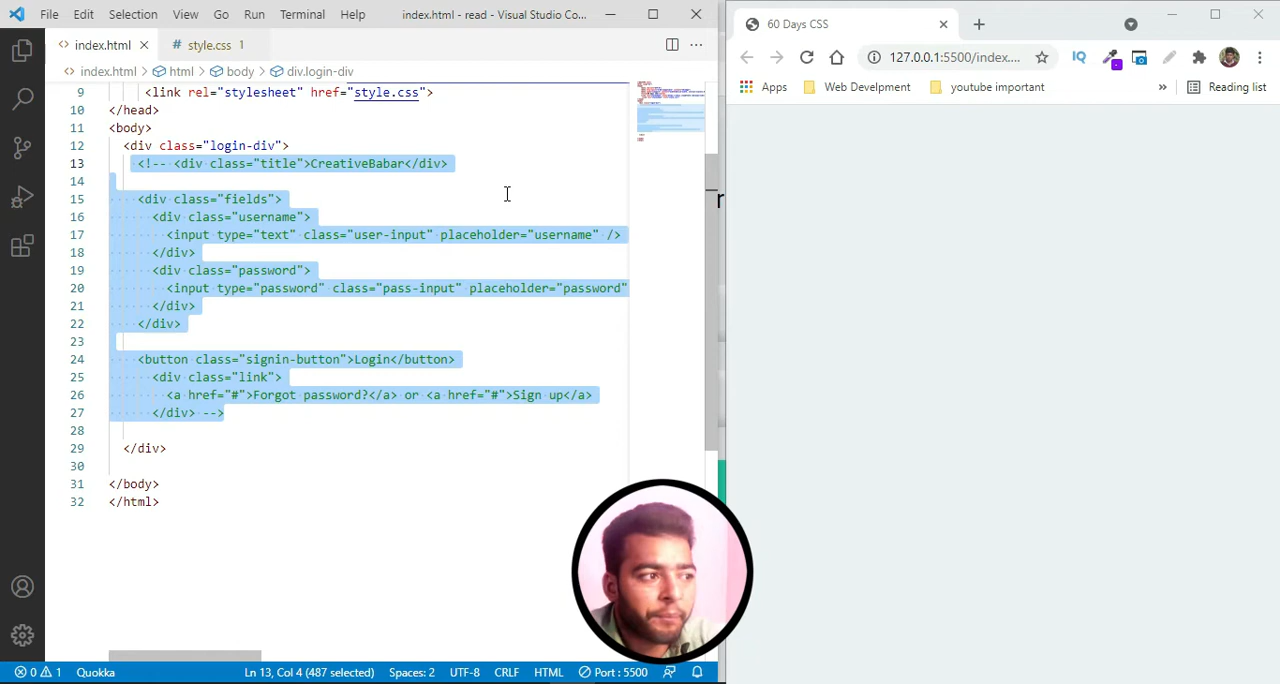 File Edit Selection View Go Run Terminal Help index.html - read - Visual Studio Co...
index.html style.css 1
index.html > html > body > div.login-div
9 <link rel="stylesheet" href="style.css">
10 </head>
11 <body>
12 <div class="login-div">
13 <!-- <div class="title">CreativeBabar</div>
14
15 <div class="fields">
16 <div class="username">
17 <input type="text" class="user-input" placeholder="username" />
18 </div>
19 <div class="password">
20 <input type="password" class="pass-input" placeholder="password"
21 </div>
22 </div>
23
24 <button class="signin-button">Login</button>
25 <div class="link">
26 <a href="#">Forgot password?</a> or <a href="#">Sign up</a>
27 </div> -->
28
29 </div>
30
31 </body>
32 </html>
0 1 Quokka Ln 13, Col 4 (487 selected) Spaces: 2 UTF-8 CRLF HTML Port : 5500
60 Days CSS
127.0.0.1:5500/index....
IQ
Apps Web Develpment youtube important » Reading list